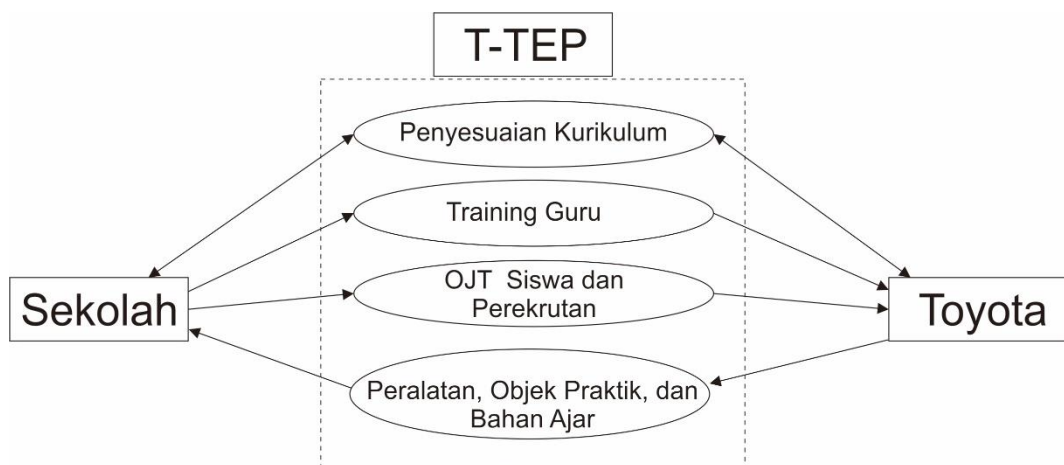 T-TEP
Penyesuaian Kurikulum
Training Guru
OJT Siswa dan
Perekrutan
Sekolah
Toyota
Peralatan, Objek Praktik, dan
Bahan Ajar